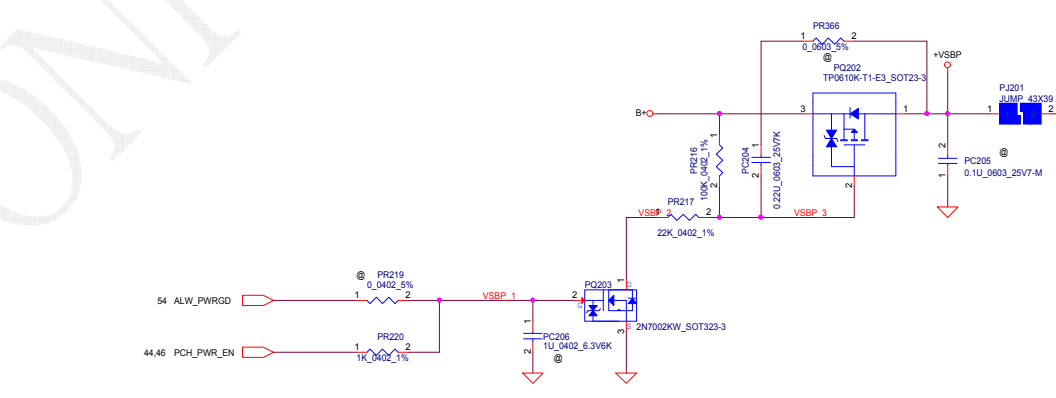 ON
PR366
1
2
0_0603_5%
@
+VSBP
PQ202
TP0610K-T1-E3_SOT23-3
PJ201
JUMP_43X39
B+
3
1
1
2
1
PR216
100K_0402_1%
2
1
PC204
0.22U_0603_25V7K
2
2
2
PC205
@
0.1U_0603_25V7-M
1
PR217
VSBP_2
1
2
VSBP_3
22K_0402_1%
@
PR219
0_0402_5%
1
PQ203
D
54 ALW_PWRGD
1
2
VSBP_1
2
G
1
S
2N7002KW_SOT323-3
3
PR220
PC206
44,46 PCH_PWR_EN
1
2
1U_0402_6.3V6K
1K_0402_1%
2
@